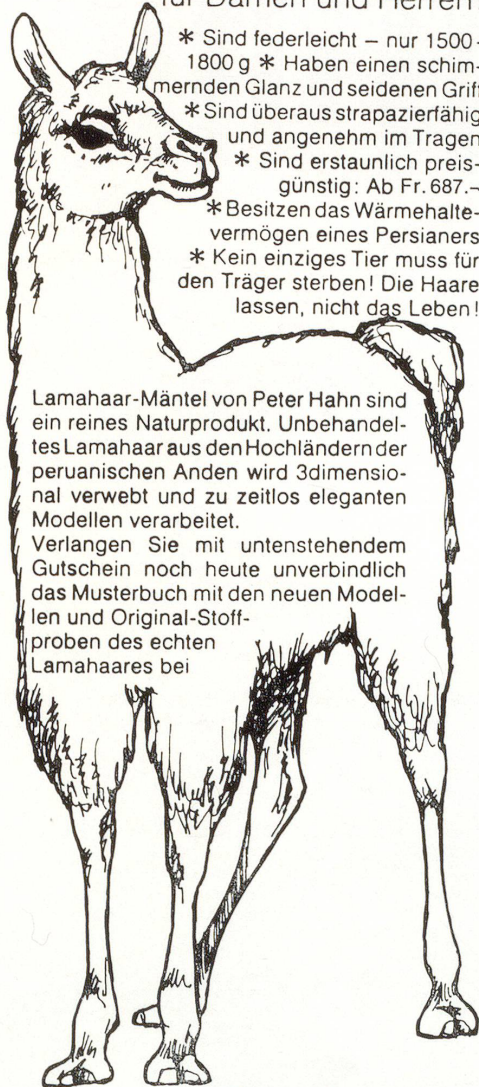 für Damen und Herren
* Sind federleicht – nur 1500-
1800 g * Haben einen schim-
mernden Glanz und seidenen Griff
* Sind überaus strapazierfähig
und angenehm im Tragen
* Sind erstaunlich preis-
günstig: Ab Fr. 687.–
* Besitzen das Wärmehalte-
vermögen eines Persianers
* Kein einziges Tier muss für
den Träger sterben! Die Haare
lassen, nicht das Leben!
Lamahaar-Mäntel von Peter Hahn sind
ein reines Naturprodukt. Unbehandel-
tes Lamahaar aus den Hochländern der
peruanischen Anden wird 3dimensio-
nal verwebt und zu zeitlos eleganten
Modellen verarbeitet.
Verlangen Sie mit untenstehendem
Gutschein noch heute unverbindlich
das Musterbuch mit den neuen Model-
len und Original-Stoff-
proben des echten
Lamahaares bei